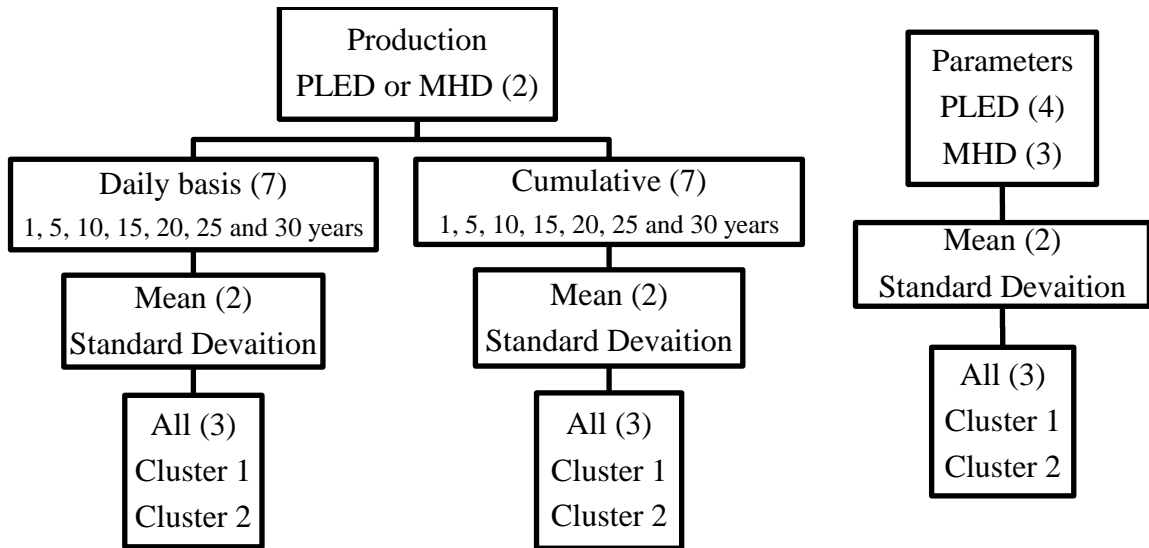 Production
PLED or MHD (2)
Daily basis (7)
1, 5, 10, 15, 20, 25 and 30 years
Mean (2)
Standard Devaition
All (3)
Cluster 1
Cluster 2
Cumulative (7)
1, 5, 10, 15, 20, 25 and 30 years
Mean (2)
Standard Devaition
All (3)
Cluster 1
Cluster 2
Parameters
PLED (4)
MHD (3)
Mean (2)
Standard Devaition
All (3)
Cluster 1
Cluster 2